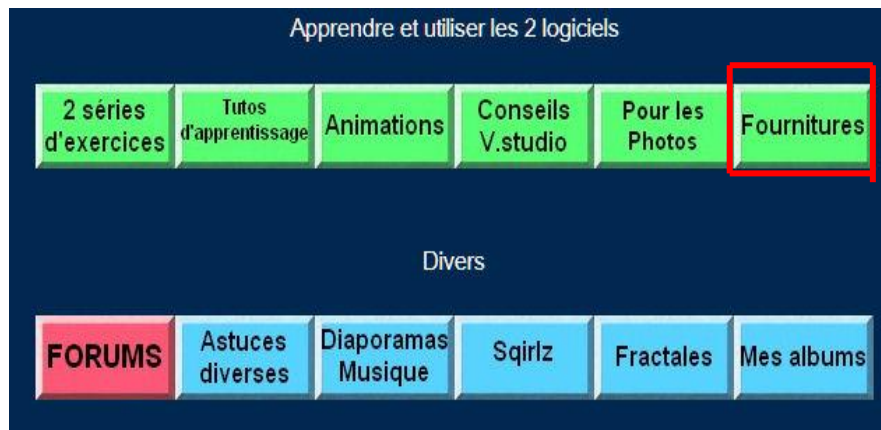 Apprendre et utiliser les 2 logiciels
2 séries
d'exercices
Tutos
d'apprentissage
Animations
Conseils
V.studio
Pour les
Photos
Fournitures
Divers
FORUMS
Astuces
diverses
Diaporamas
Musique
Sqirlz
Fractales
Mes albums